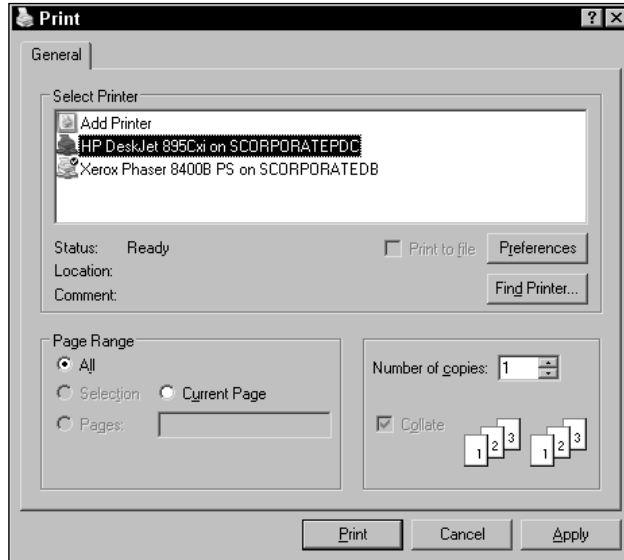 Print
General
Select Printer
Add Printer
HP DeskJet 895Cxi on SCORPORATEPDC
Xerox Phaser 8400B PS on SCORPORATEDB
Status: Ready
Print to file
Preferences
Location:
Comment:
Find Printer...
Page Range
All
Selection
Current Page
Pages:
Number of copies: 1
Collate
1 2 3 1 2 3
Print Cancel Apply